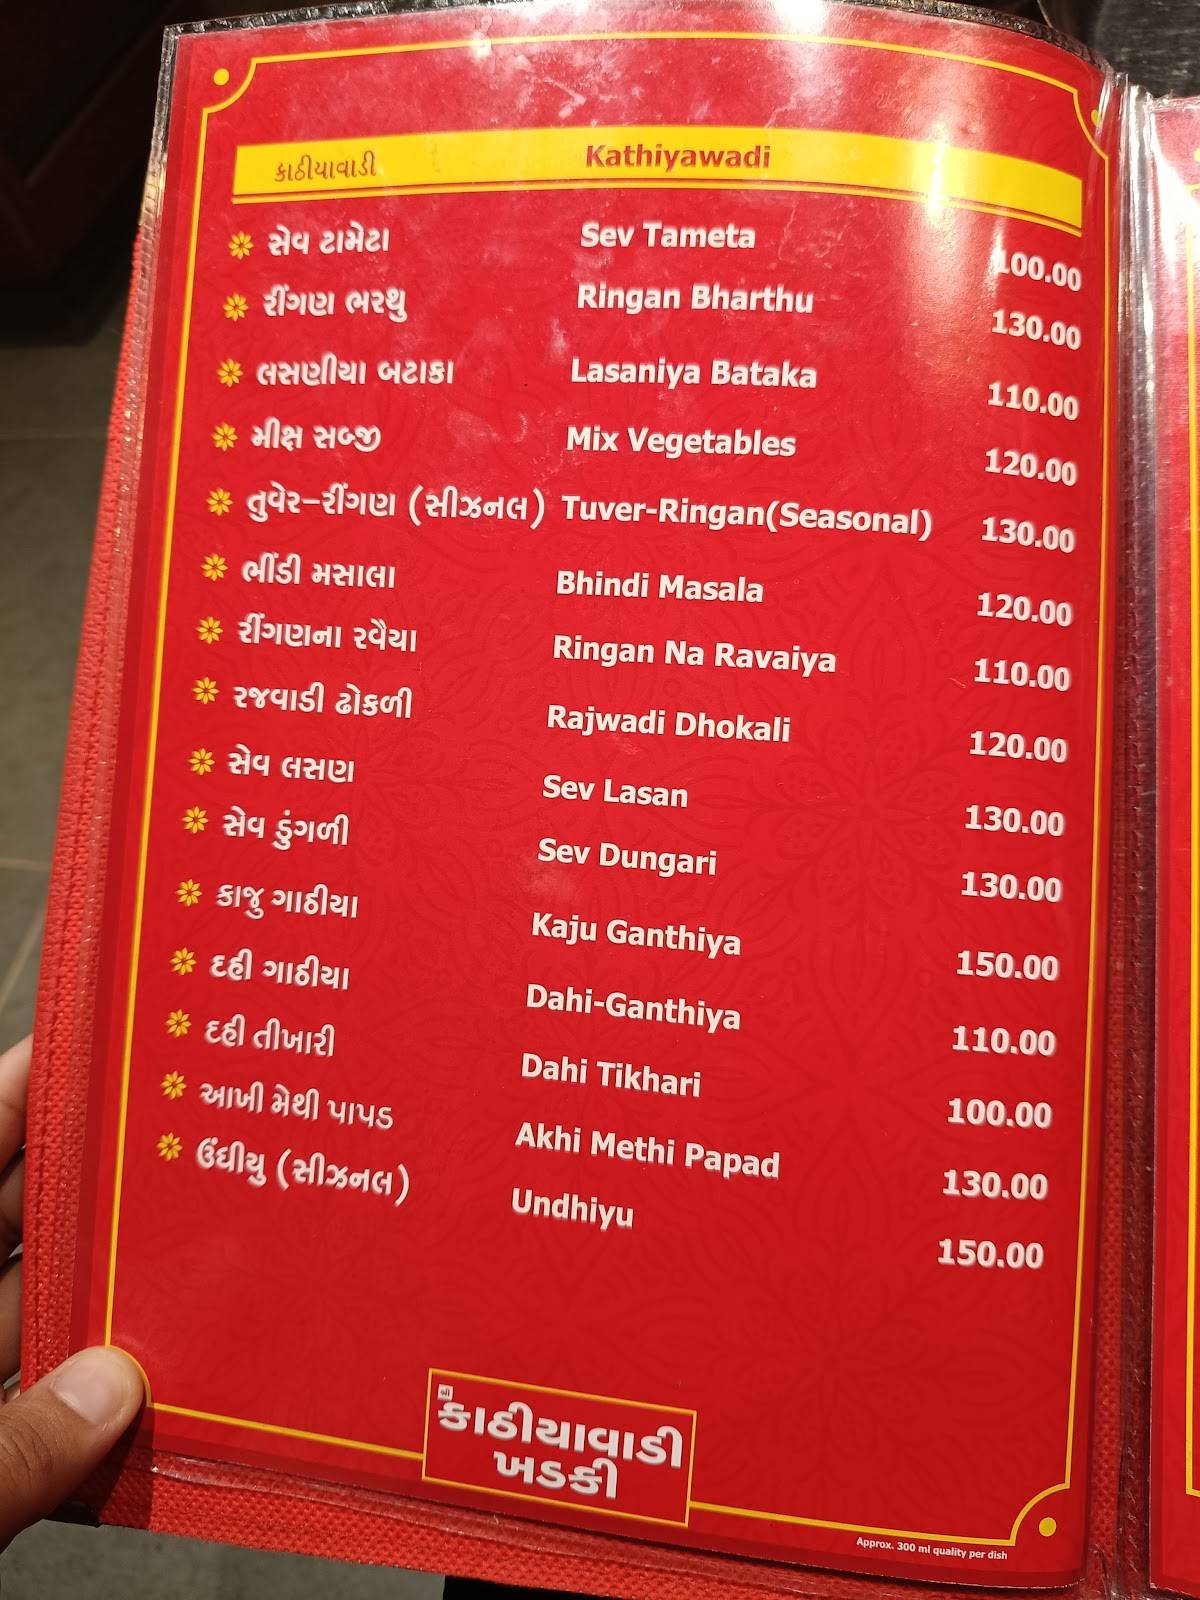 કાઠીયાવાડી Kathiyawadi
સેવ ટામેટા Sev Tameta 100.00
રીંગણ ભરથુ Ringan Bharthu 130.00
લસણીયા બટાકા Lasaniya Bataka 110.00
મીક્ષ સબ્જી Mix Vegetables 120.00
તુવેર-રીંગણ (સીઝનલ) Tuver-Ringan(Seasonal) 130.00
ભીંડી મસાલા Bhindi Masala 120.00
રીંગણના રવૈયા Ringan Na Ravaiya 110.00
રજવાડી ઢોકળી Rajwadi Dhokali 120.00
સેવ લસણ Sev Lasan 130.00
સેવ ડુંગળી Sev Dungari 130.00
કાજુ ગાઠીયા Kaju Ganthiya 150.00
દહી ગાઠીયા Dahi-Ganthiya 110.00
દહી તીખારી Dahi Tikhari 100.00
આખી મેથી પાપડ Akhi Methi Papad 130.00
ઉંધીયુ (સીઝનલ) Undhiyu 150.00
શ્રી
કાઠીયાવાડી
ખડકી
Approx. 300 ml quality per dish